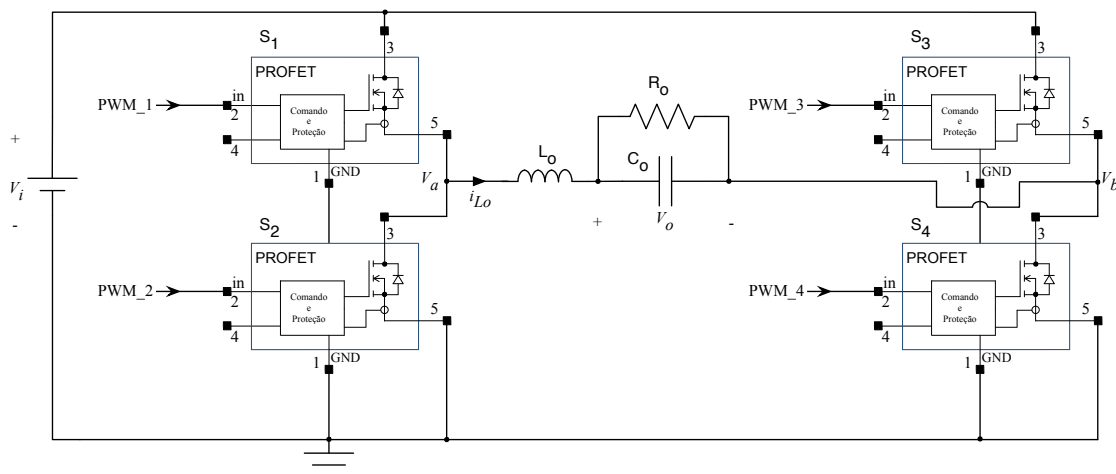 S1
3
S3
3
PROFET
PROFET
PWM_1
in
2
Comando
e
Proteção
5
4
1
GND
Ro
PWM_3
in
2
Comando
e
Proteção
5
4
1
GND
+
Vi
-
Va
iLo
Lo
Co
+
Vo
-
Vb
S2
3
S4
3
PROFET
PROFET
PWM_2
in
2
Comando
e
Proteção
5
4
1
GND
PWM_4
in
2
Comando
e
Proteção
5
4
1
GND